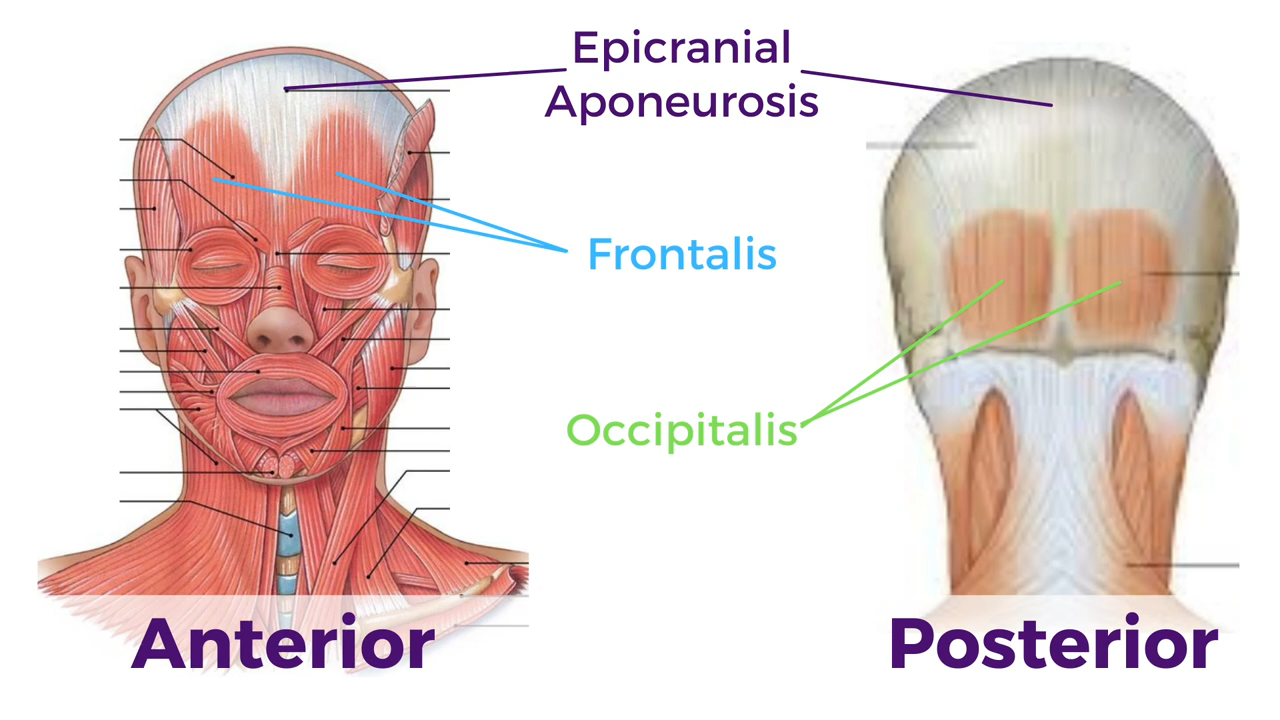 Epicranial
Aponeurosis
Frontalis
Occipitalis
Anterior
Posterior